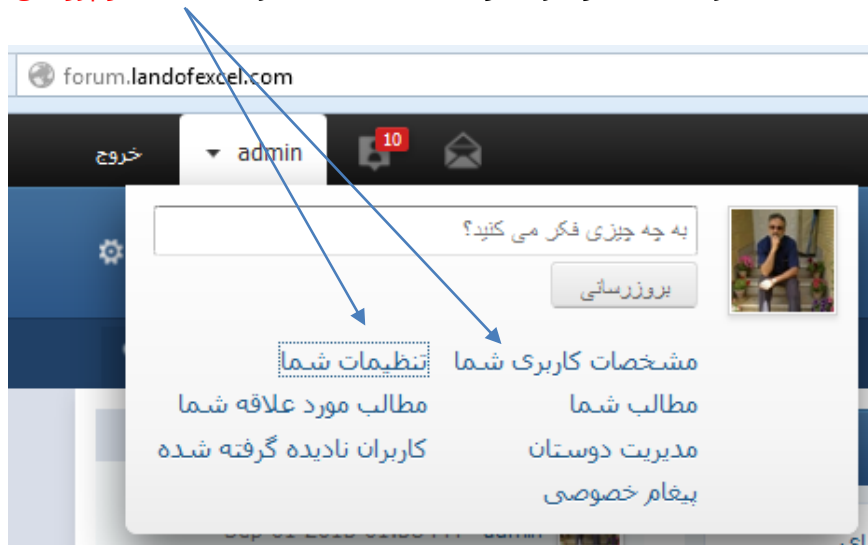 forum.landofexcel.com
خروج
admin
10
به چه چیزی فکر می کنید؟
بروزرسانی
مشخصات کاربری شما تنظیمات شما
مطالب شما مطالب مورد علاقه شما
مدیریت دوستان کاربران نادیده گرفته شده
پیغام خصوصی